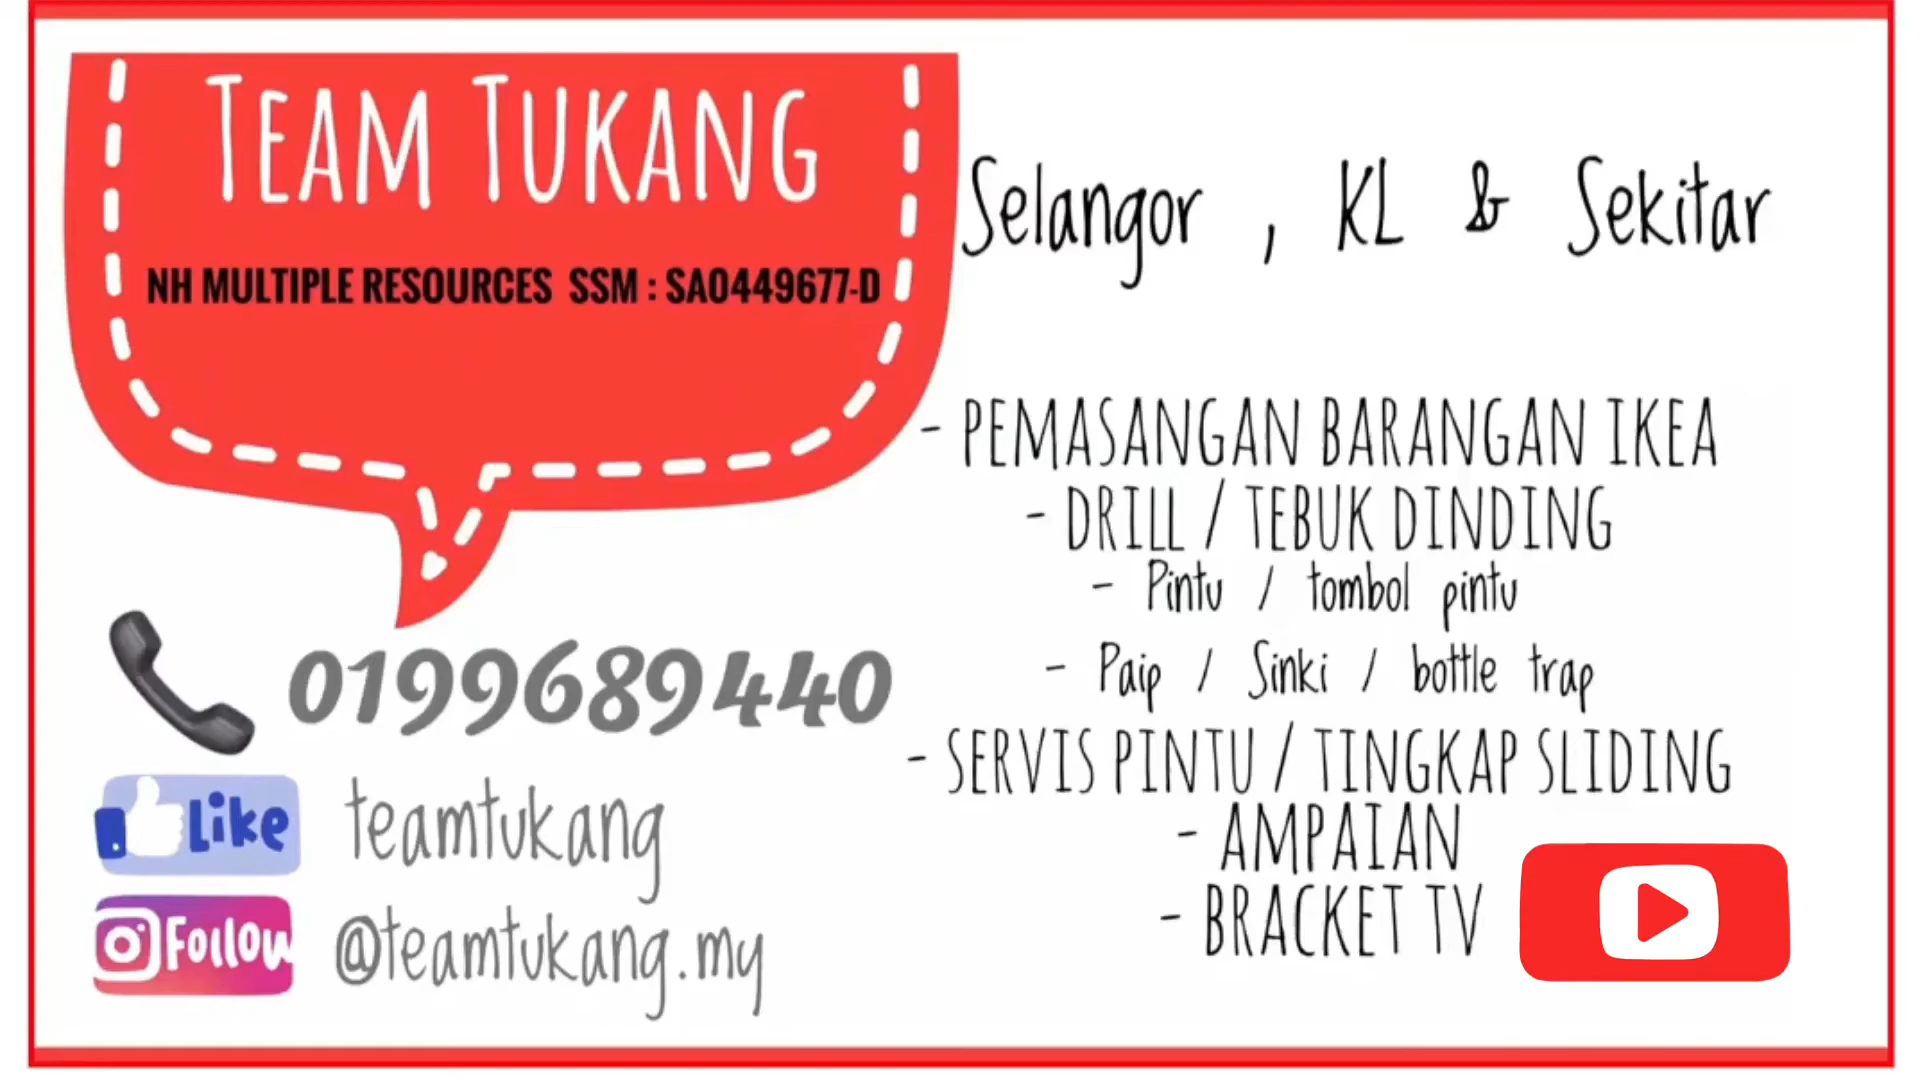 TEAM TUKANG
NH MULTIPLE RESOURCES SSM : SA0449677-D
0199689440
Like teamtukang
Follow @teamtukang.my
Selangor , KL & Sekitar
- PEMASANGAN BARANGAN IKEA
- DRILL / TEBUK DINDING
- Pintu / tombol pintu
- Paip / Sinki / bottle trap
- SERVIS PINTU / TINGKAP SLIDING
- AMPAIAN
- BRACKET TV